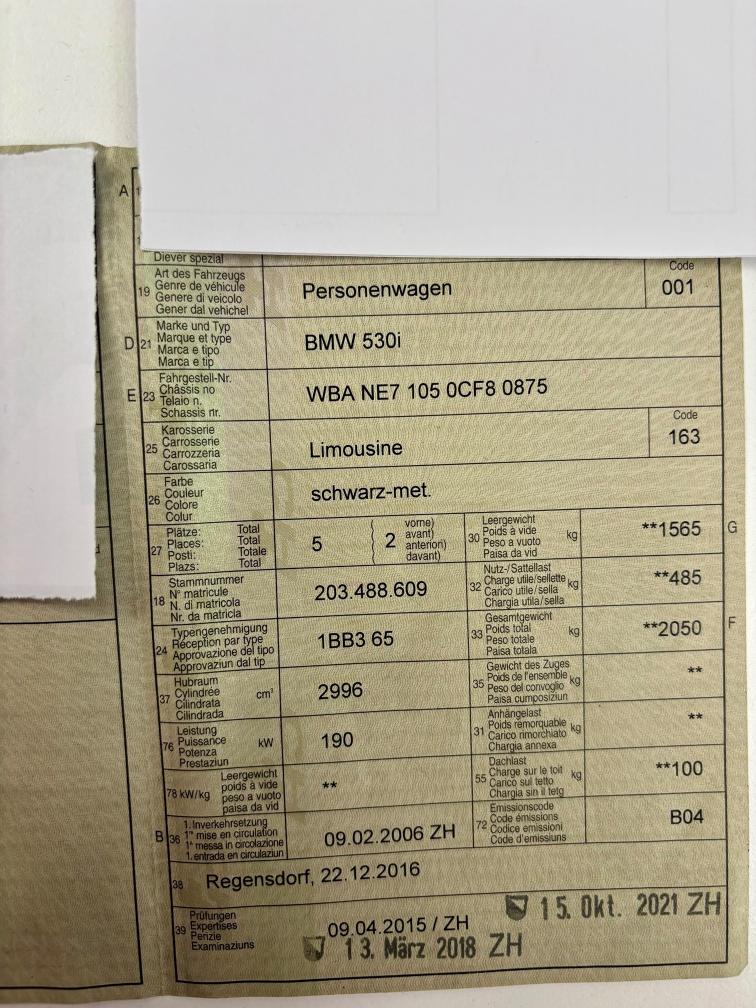 A
Diever spezial
19 Art des Fahrzeugs
Genre de véhicule
Genere di veicolo
Gener dal vehichel
Personenwagen
Code
001
D 21 Marke und Typ
Marque et type
Marca e tipo
Marca e tip
BMW 530i
E 23 Fahrgestell-Nr.
Châssis no
Telaio n.
Schassis nr.
WBA NE7 105 0CF8 0875
25 Karosserie
Carrosserie
Carrozzeria
Carossaria
Limousine
Code
163
26 Farbe
Couleur
Colore
Colur
schwarz-met.
27 Plätze: Total
Places: Total
Posti: Totale
Plazs: Total
5
2
vorne)
avant)
anteriori)
davant)
30 Leergewicht
Poids à vide
Peso a vuoto
Paisa da vid
kg
**1565
G
18 Stammnummer
N° matricule
N. di matricola
Nr. da matricla
203.488.609
32 Nutz-/Sattellast
Charge utile/sellette
Carico utile/sella
Chargia utila/sella
kg
**485
24 Typengenehmigung
Réception par type
Approvazione del tipo
Approvaziun dal tip
1BB3 65
33 Gesamtgewicht
Poids total
Peso totale
Paisa totala
kg
**2050
F
37 Hubraum
Cylindrée
Cilindrata
Cilindrada
cm³
2996
35 Gewicht des Zuges
Poids de l'ensemble
Peso del convoglio
Paisa cumposiziun
kg
**
76 Leistung
Puissance
Potenza
Prestaziun
kW
190
31 Anhängelast
Poids remorquable
Carico rimorchiato
Chargia annexa
kg
**
78 kW/kg
Leergewicht
poids à vide
peso a vuoto
paisa da vid
**
55 Dachlast
Charge sur le toit
Carico sul tetto
Chargia sin il tetg
kg
**100
B 36 1. Inverkehrsetzung
1re mise en circulation
1a messa in circolazione
1. entrada en circulaziun
09.02.2006 ZH
72 Emissionscode
Code émissions
Codice emissioni
Code d'emissiuns
B04
38 Regensdorf, 22.12.2016
39 Prüfungen
Expertises
Perizie
Examinaziuns
09.04.2015 / ZH
15. Okt. 2021 ZH
13. März 2018 ZH